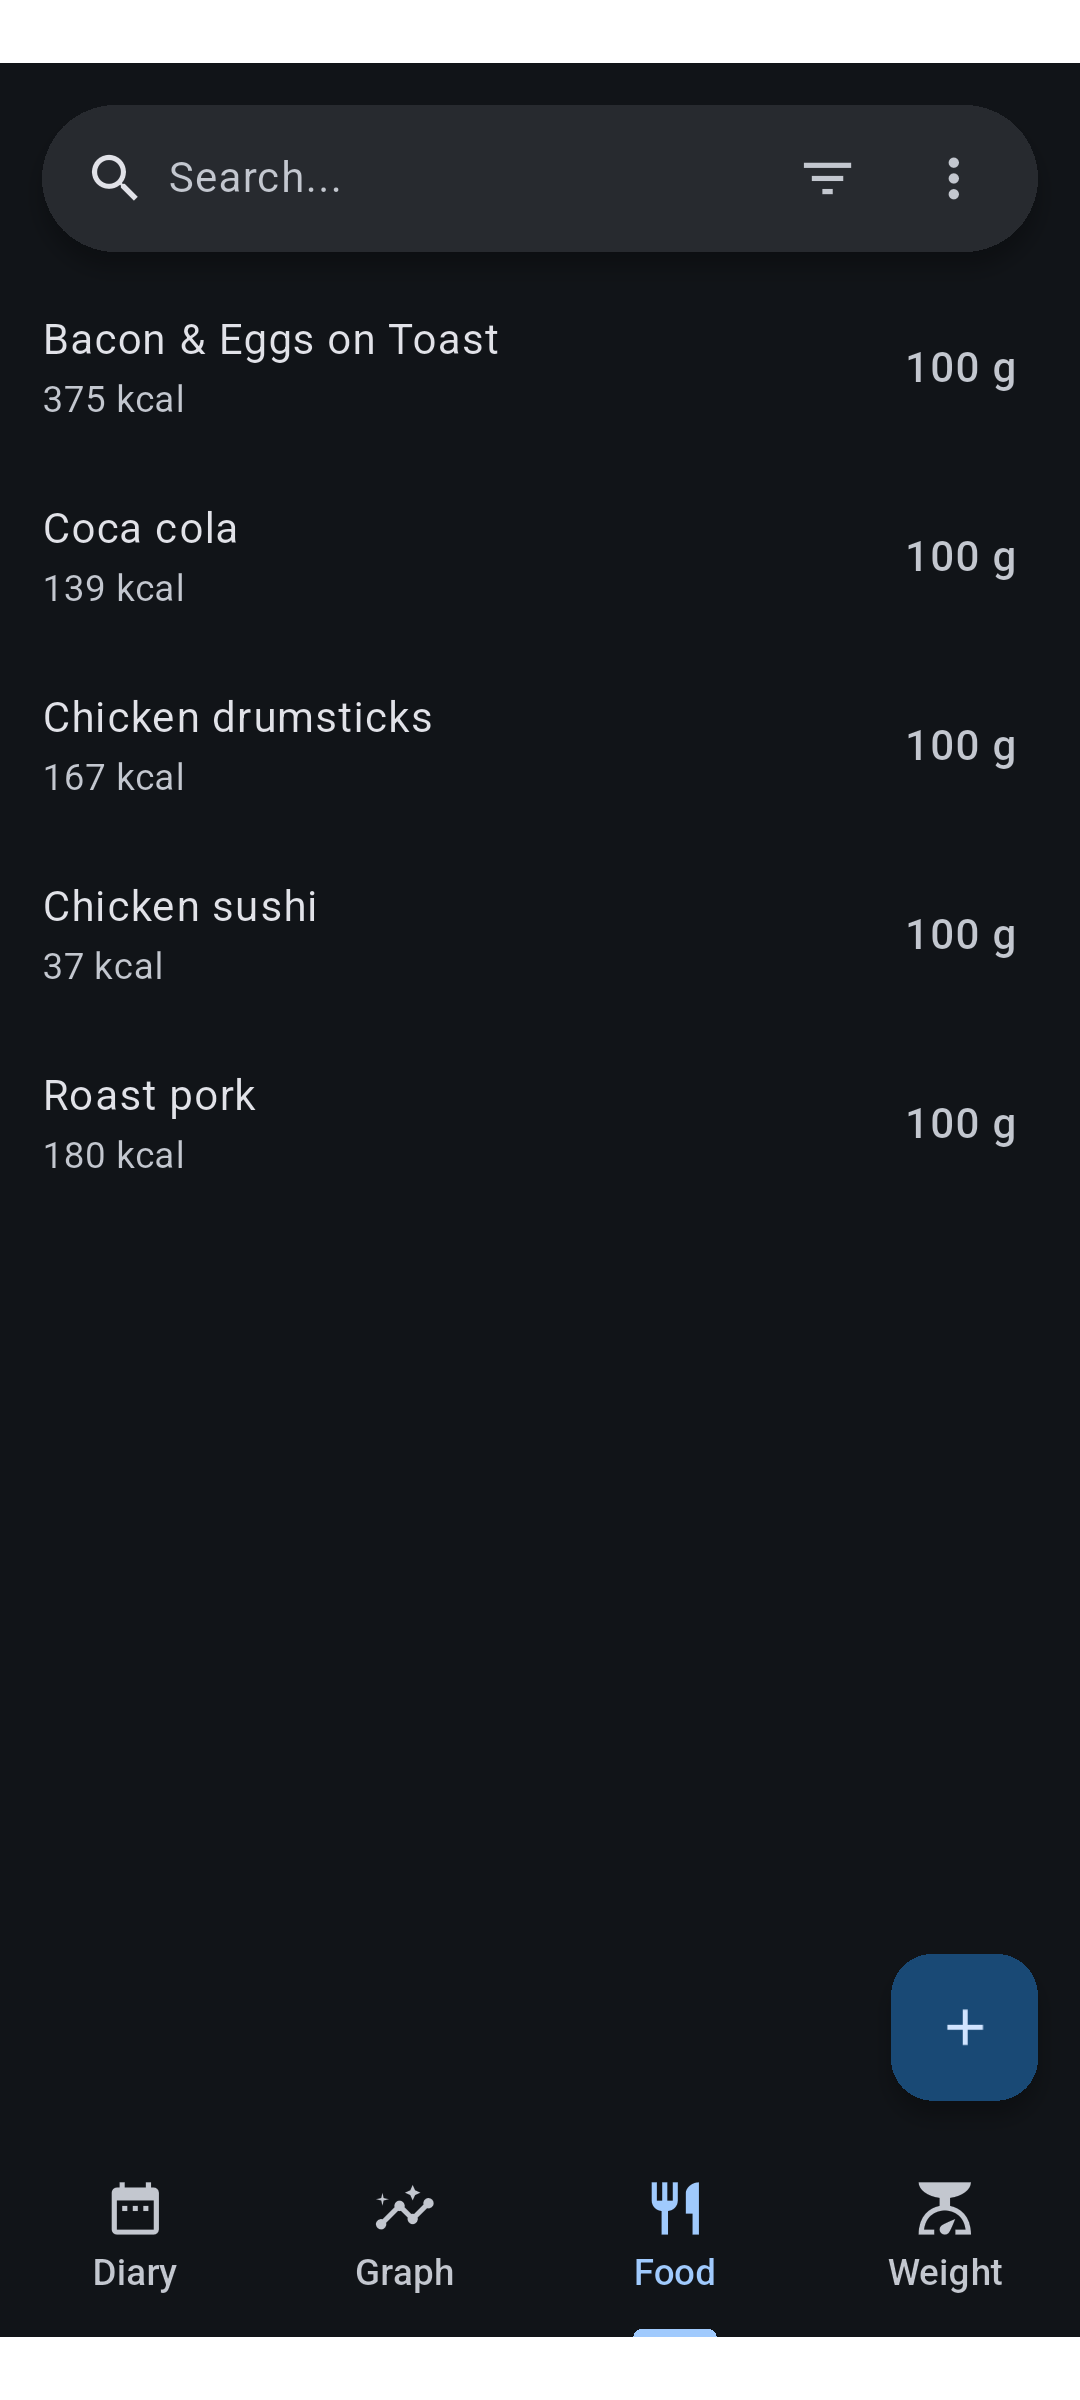 Search...
Bacon & Eggs on Toast
375 kcal
100 g
Coca cola
139 kcal
100 g
Chicken drumsticks
167 kcal
100 g
Chicken sushi
37 kcal
100 g
Roast pork
180 kcal
100 g
Diary
Graph
Food
Weight